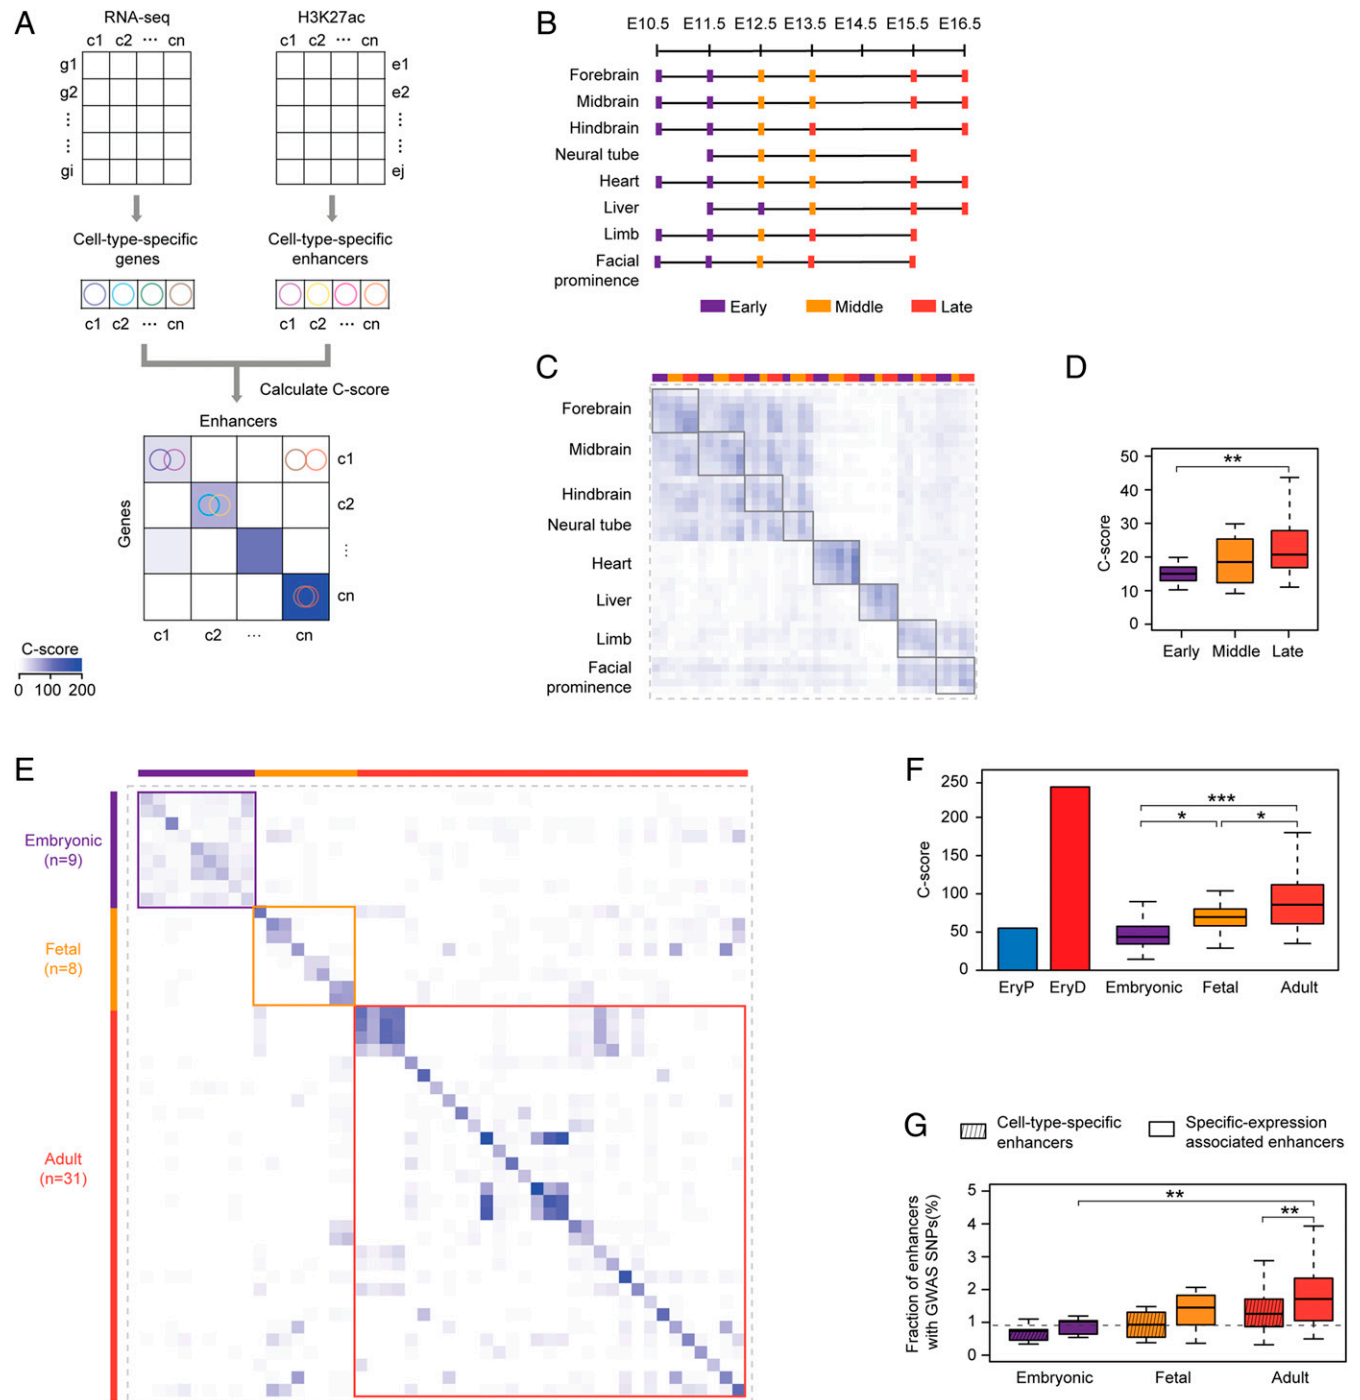 A
RNA-seq
H3K27ac
c1 c2 ··· cn
c1 c2 ··· cn
g1
g2
⋮
⋮
gi
e1
e2
⋮
⋮
ej
Cell-type-specific
genes
Cell-type-specific
enhancers
c1 c2 ··· cn
c1 c2 ··· cn
Calculate C-score
Enhancers
Genes
c1
c2
⋮
cn
c1 c2 ··· cn
C-score
0 100 200
B
E10.5 E11.5 E12.5 E13.5 E14.5 E15.5 E16.5
Forebrain
Midbrain
Hindbrain
Neural tube
Heart
Liver
Limb
Facial
prominence
Early Middle Late
C
Forebrain
Midbrain
Hindbrain
Neural tube
Heart
Liver
Limb
Facial
prominence
D
C-score
50
40
30
20
10
0
**
Early Middle Late
E
Embryonic
(n=9)
Fetal
(n=8)
Adult
(n=31)
F
C-score
250
200
150
100
50
0
***
* *
EryP EryD Embryonic Fetal Adult
G
Cell-type-specific
enhancers
Specific-expression
associated enhancers
Fraction of enhancers
with GWAS SNPs(%)
5
4
3
2
1
0
**
**
Embryonic Fetal Adult